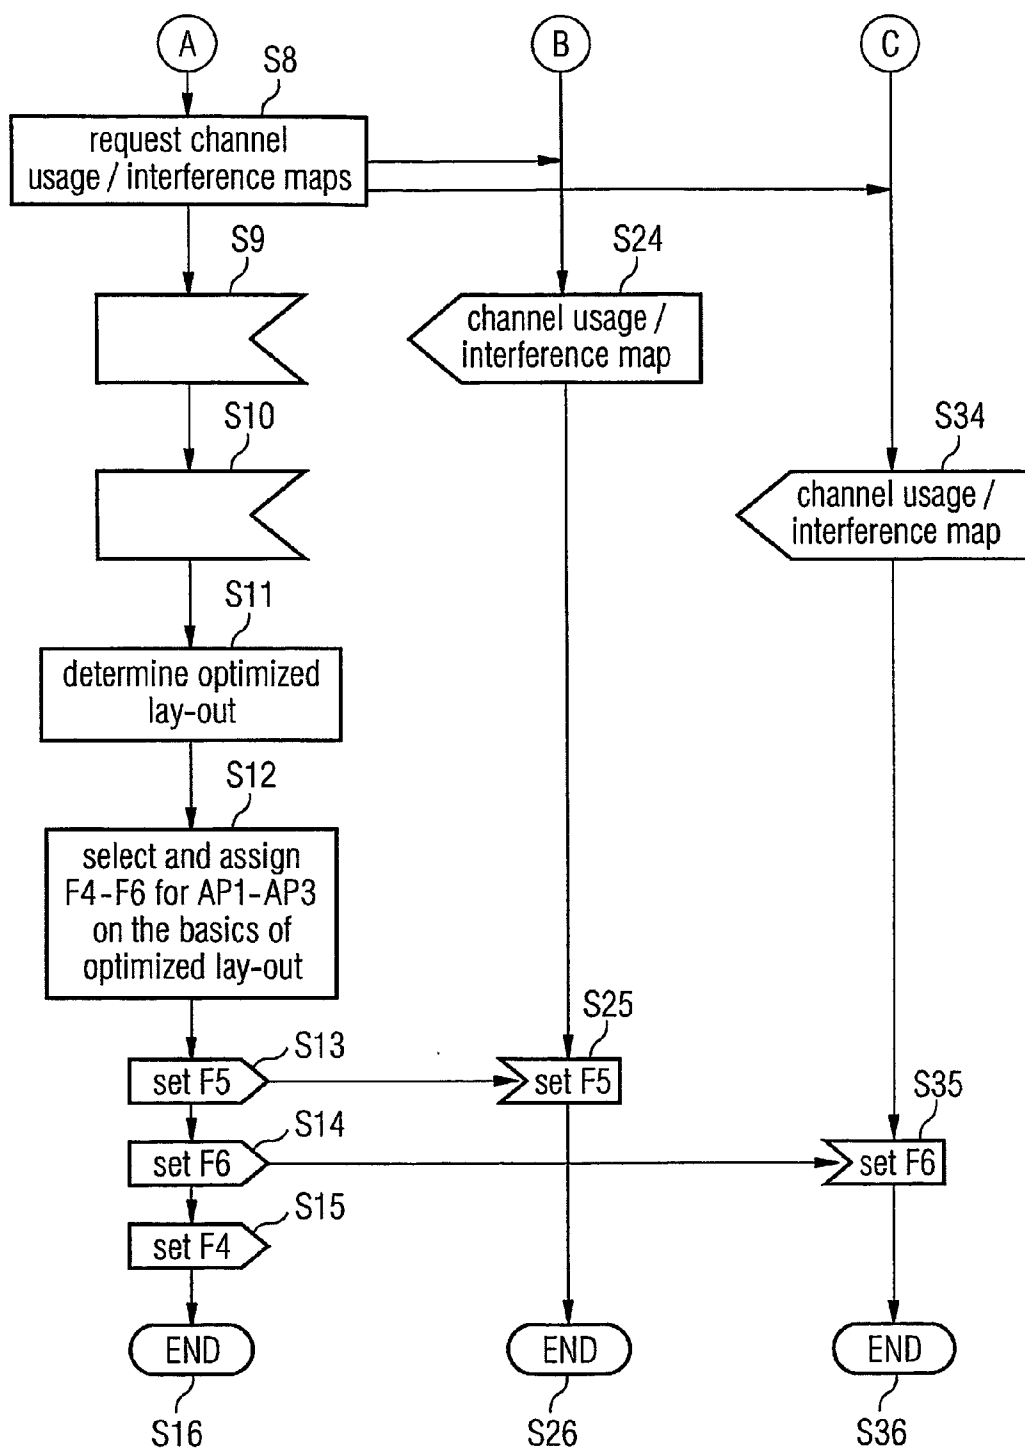 A
B
C
S8
request channel
usage / interference maps
S9
S24
channel usage /
interference map
S10
S34
channel usage /
interference map
S11
determine optimized
lay-out
S12
select and assign
F4-F6 for AP1-AP3
on the basics of
optimized lay-out
S13
set F5
S25
set F5
S14
set F6
S35
set F6
S15
set F4
END
END
END
S16
S26
S36